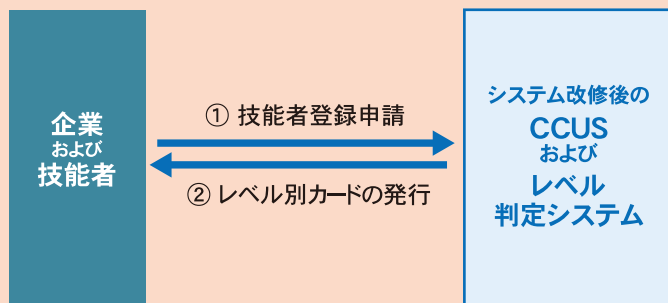 企業
および
技能者
① 技能者登録申請
② レベル別カードの発行
システム改修後の
CCUS
および
レベル
判定システム